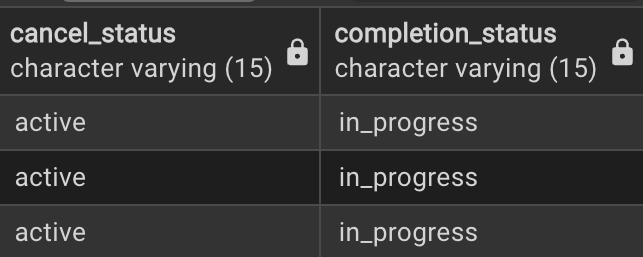 cancel_status completion_status
character varying (15) character varying (15)
active in_progress
active in_progress
active in_progress